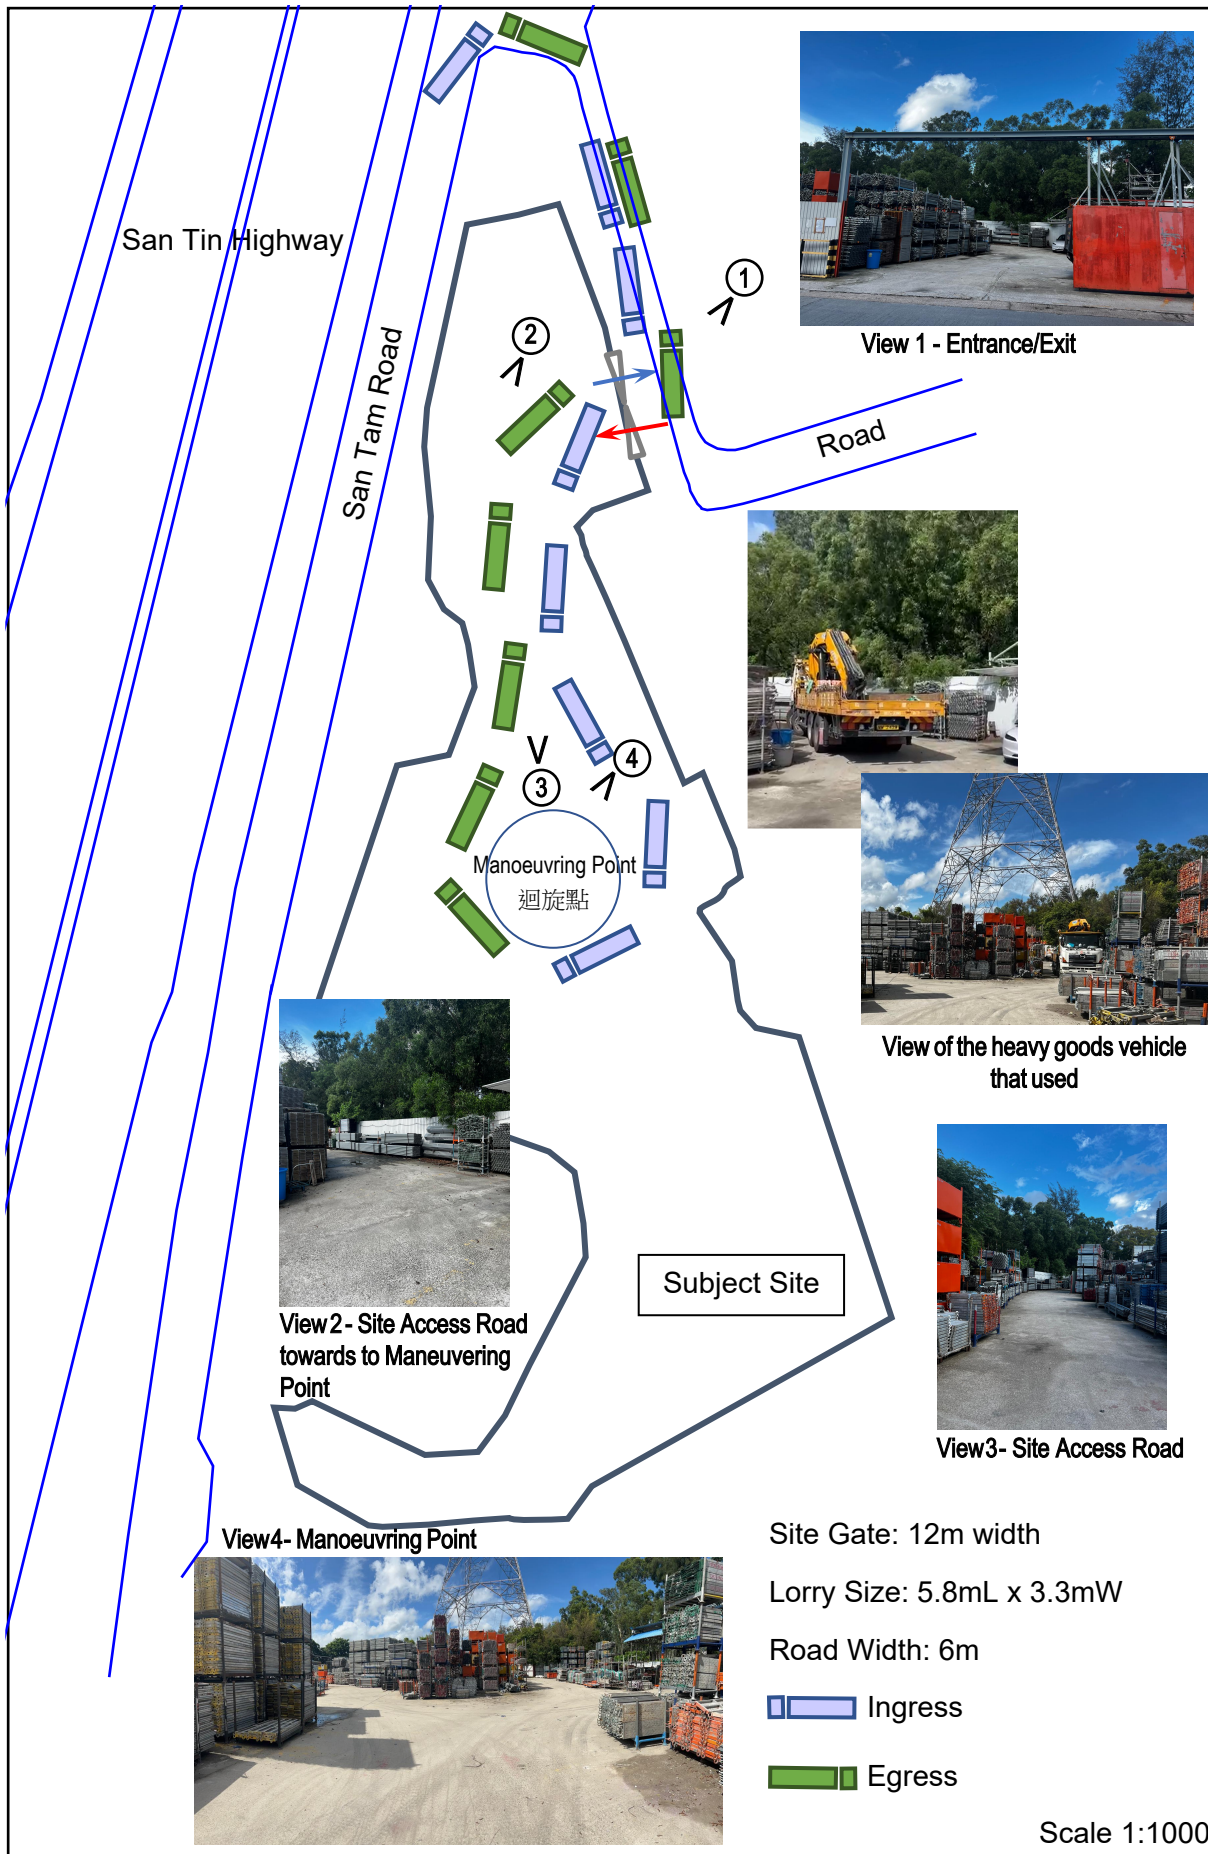 San Tin Highway
San Tam Road
1
2
View 1 - Entrance/Exit
Road
3
4
Manoeuvring Point
迴旋點
View of the heavy goods vehicle
that used
Subject Site
View 2 - Site Access Road
towards to Maneuvering
Point
View3- Site Access Road
View4- Manoeuvring Point
Site Gate: 12m width
Lorry Size: 5.8mL x 3.3mW
Road Width: 6m
Ingress
Egress
Scale 1:1000